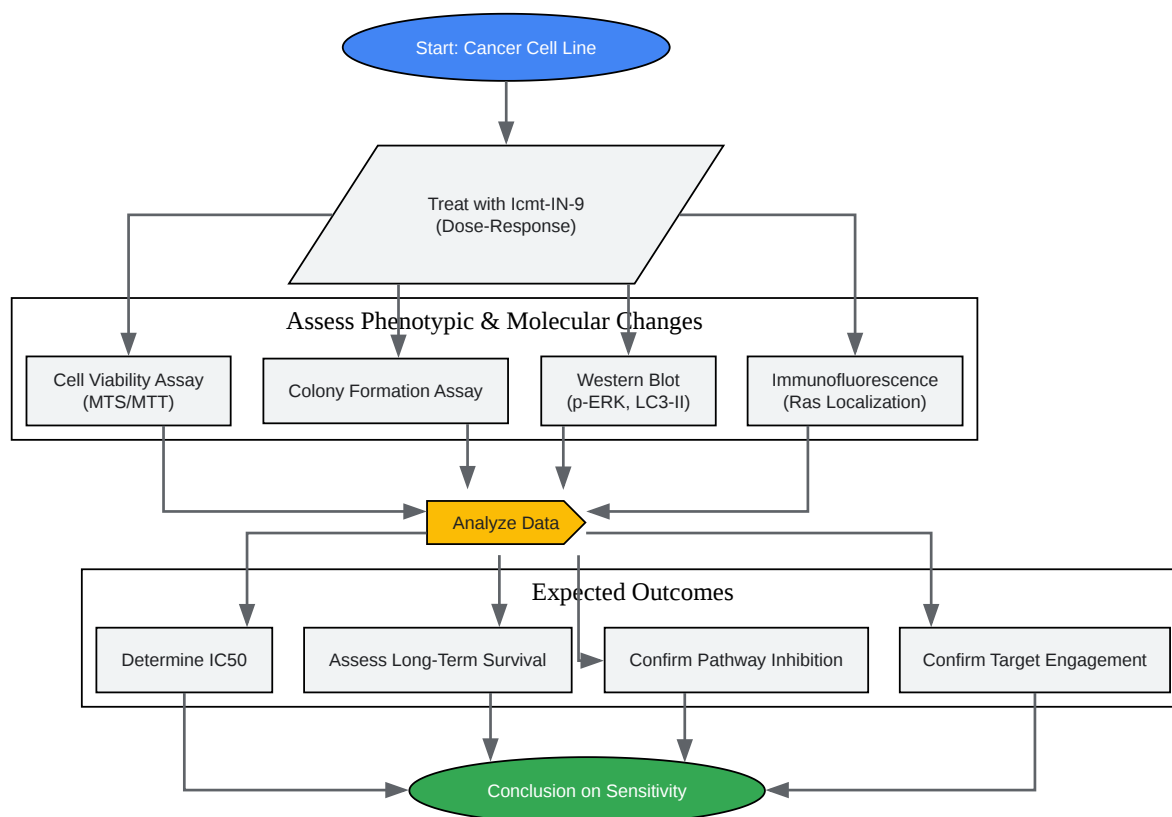 Start: Cancer Cell Line
Treat with Icmt-IN-9
(Dose-Response)
Assess Phenotypic & Molecular Changes
Cell Viability Assay
(MTS/MTT)
Colony Formation Assay
Western Blot
(p-ERK, LC3-II)
Immunofluorescence
(Ras Localization)
Analyze Data
Expected Outcomes
Determine IC50
Assess Long-Term Survival
Confirm Pathway Inhibition
Confirm Target Engagement
Conclusion on Sensitivity